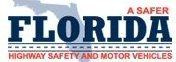 A SAFER
FLORIDA
HIGHWAY SAFETY AND MOTOR VEHICLES